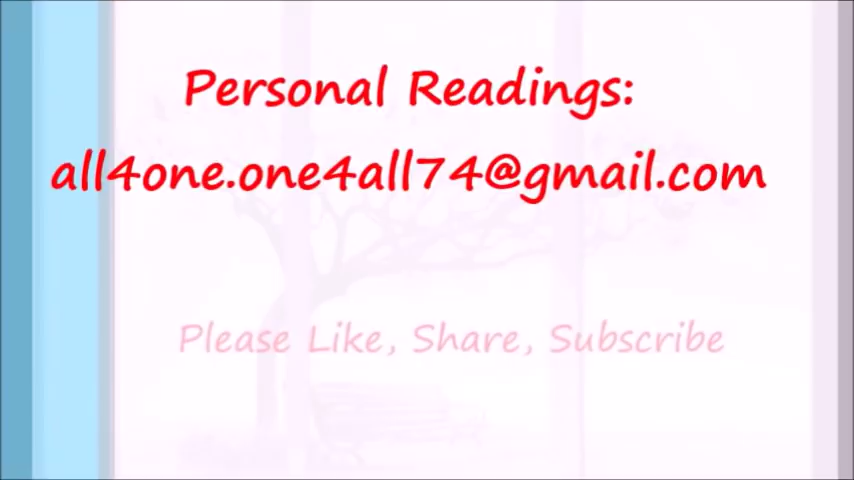 Personal Readings:
all4one.one4all74@gmail.com
Please Like, Share, Subscribe